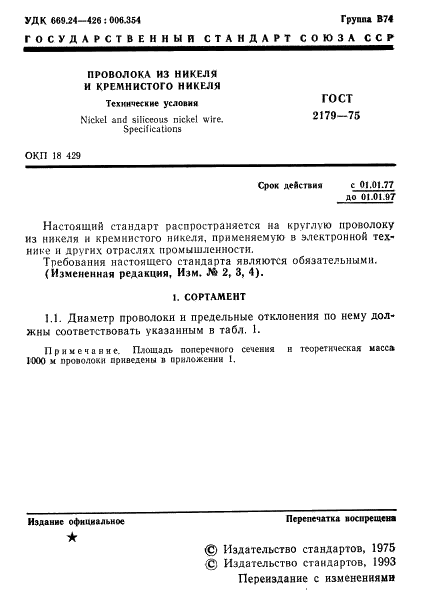 УДК 669.24—426 : 006.354 Группа В74
ГОСУДАРСТВЕННЫЙ СТАНДАРТ СОЮЗА ССР
ПРОВОЛОКА ИЗ НИКЕЛЯ
И КРЕМНИСТОГО НИКЕЛЯ
Технические условия
Nickel and siliceous nickel wire.
Specifications
ГОСТ
2179—75
ОКП 18 429
Срок действия с 01.01.77
до 01.01.97
Настоящий стандарт распространяется на круглую проволоку
из никеля и кремнистого никеля, применяемую в электронной тех-
нике и других отраслях промышленности.
Требования настоящего стандарта являются обязательными.
(Измененная редакция, Изм. № 2, 3, 4).
1. СОРТАМЕНТ
1.1. Диаметр проволоки и предельные отклонения по нему дол-
жны соответствовать указанным в табл. 1.
Примечание. Площадь поперечного сечения и теоретическая масса
1000 м проволоки приведены в приложении 1.
Издание официальное Перепечатка воспрещена
★
© Издательство стандартов, 1975
© Издательство стандартов, 1993
Переиздание с изменениями